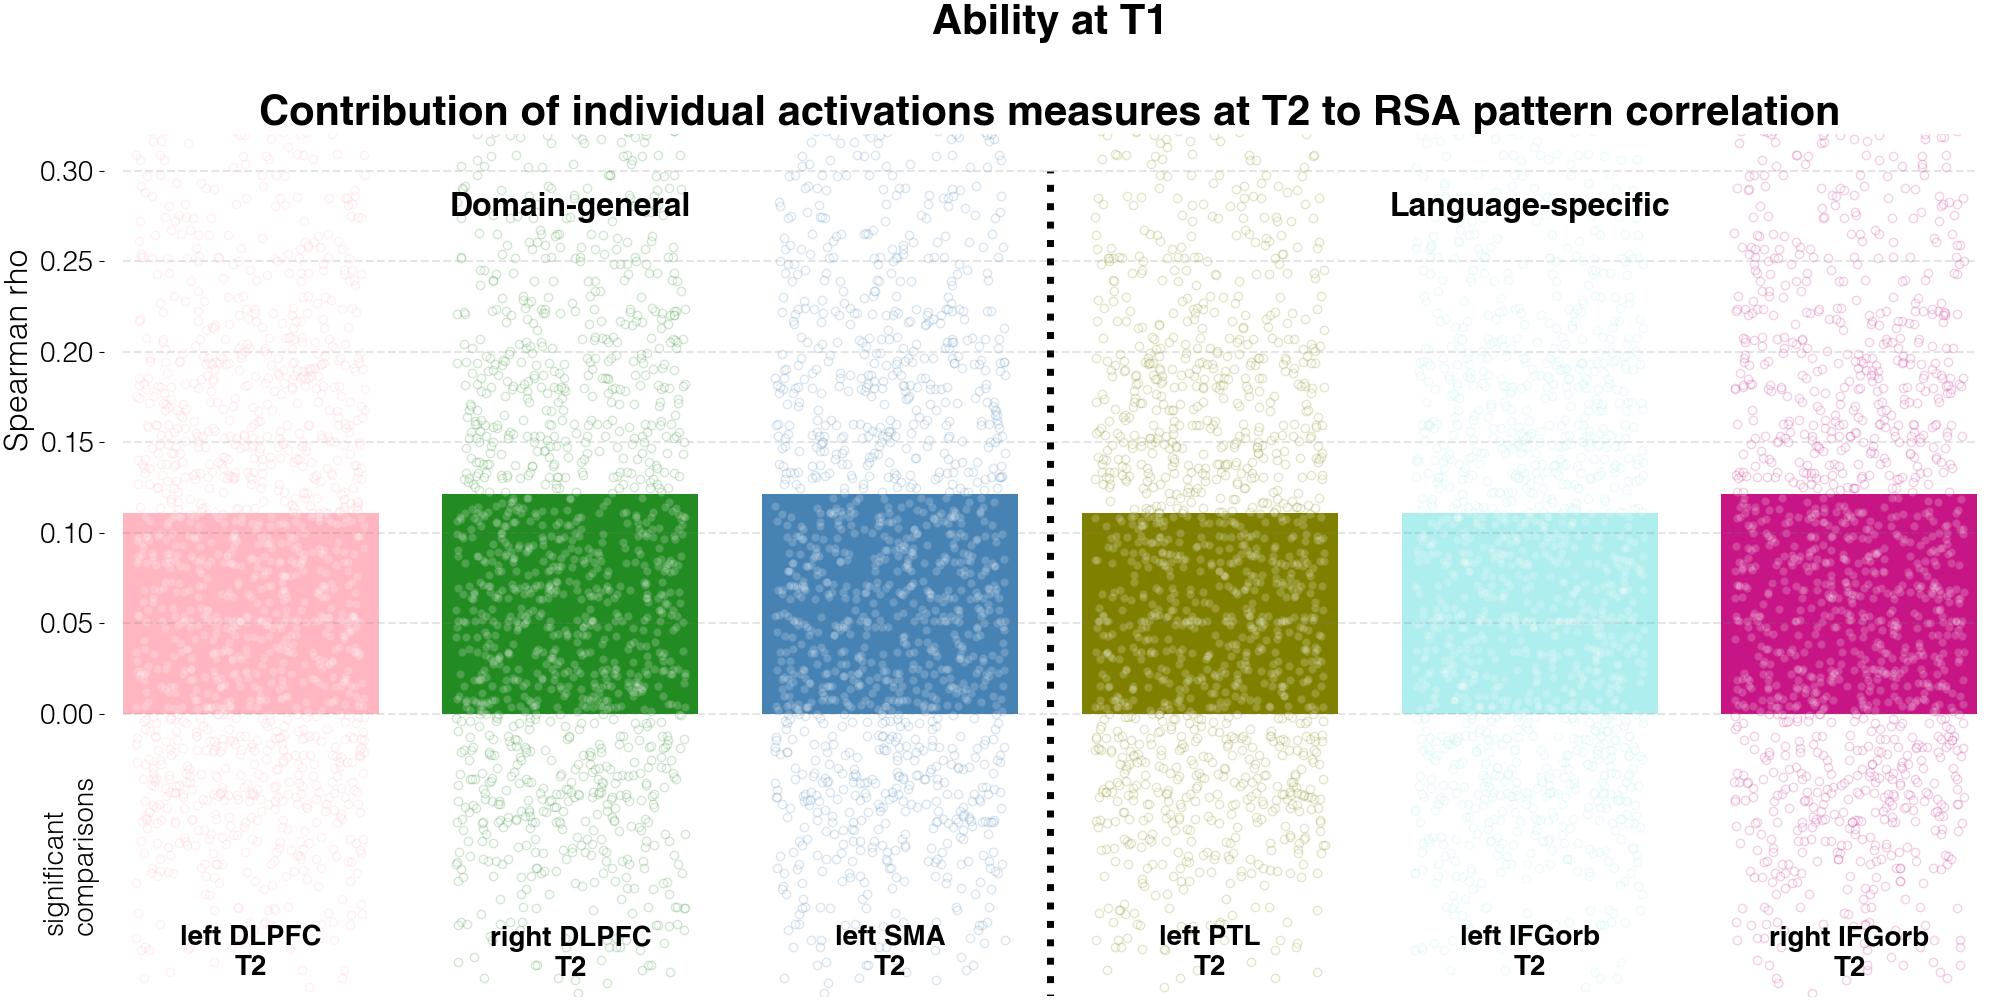 Ability at T1
Contribution of individual activations measures at T2 to RSA pattern correlation
Domain-general
Language-specific
Spearman rho
0.30
0.25
0.20
0.15
0.10
0.05
0.00
significant
comparisons
left DLPFC
T2
right DLPFC
T2
left SMA
T2
left PTL
T2
left IFGorb
T2
right IFGorb
T2